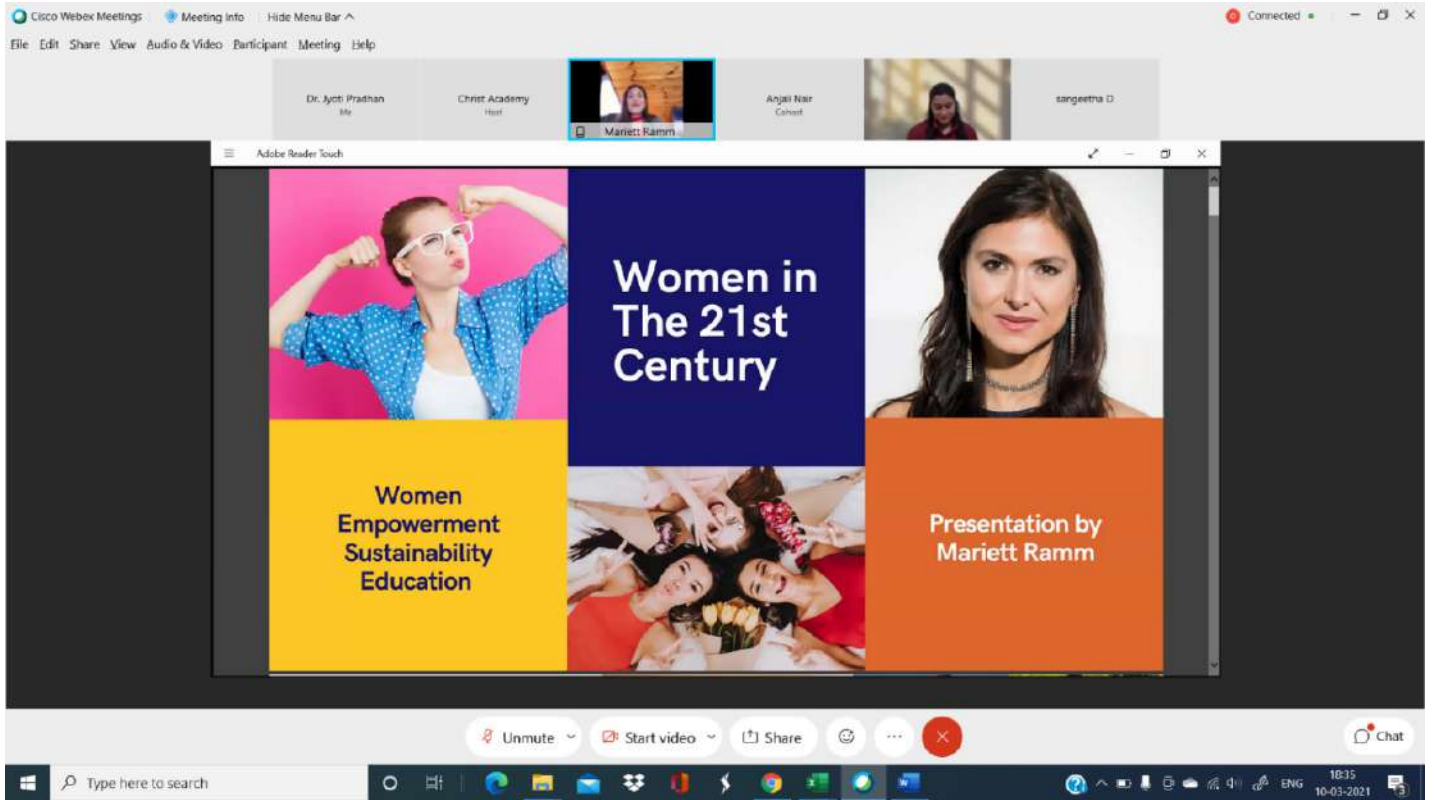 Cisco Webex Meetings Meeting Info Hide Menu Bar
Connected
File Edit Share View Audio & Video Participant Meeting Help
Dr. Jyoti Pradhan
Me
Christ Academy
Host
Mariett Ramm
Anjali Nair
Cohost
sangeetha D
Adobe Reader Touch
Women in
The 21st
Century
Women
Empowerment
Sustainability
Education
Presentation by
Mariett Ramm
Unmute Start video Share Chat
Type here to search
ENG
18:35
10-03-2021
3